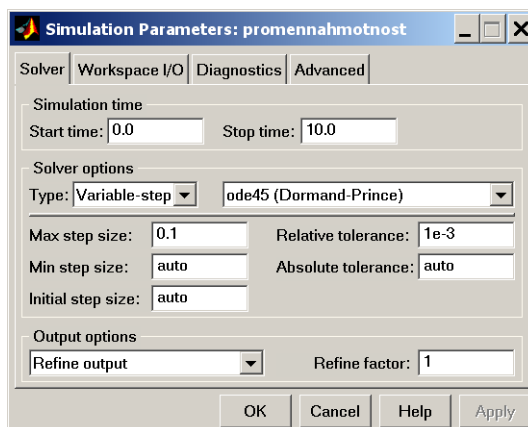 Simulation Parameters: promennahmotnost
Solver Workspace I/O Diagnostics Advanced
Simulation time
Start time: 0.0 Stop time: 10.0
Solver options
Type: Variable-step ode45 (Dormand-Prince)
Max step size: 0.1 Relative tolerance: 1e-3
Min step size: auto Absolute tolerance: auto
Initial step size: auto
Output options
Refine output Refine factor: 1
OK Cancel Help Apply